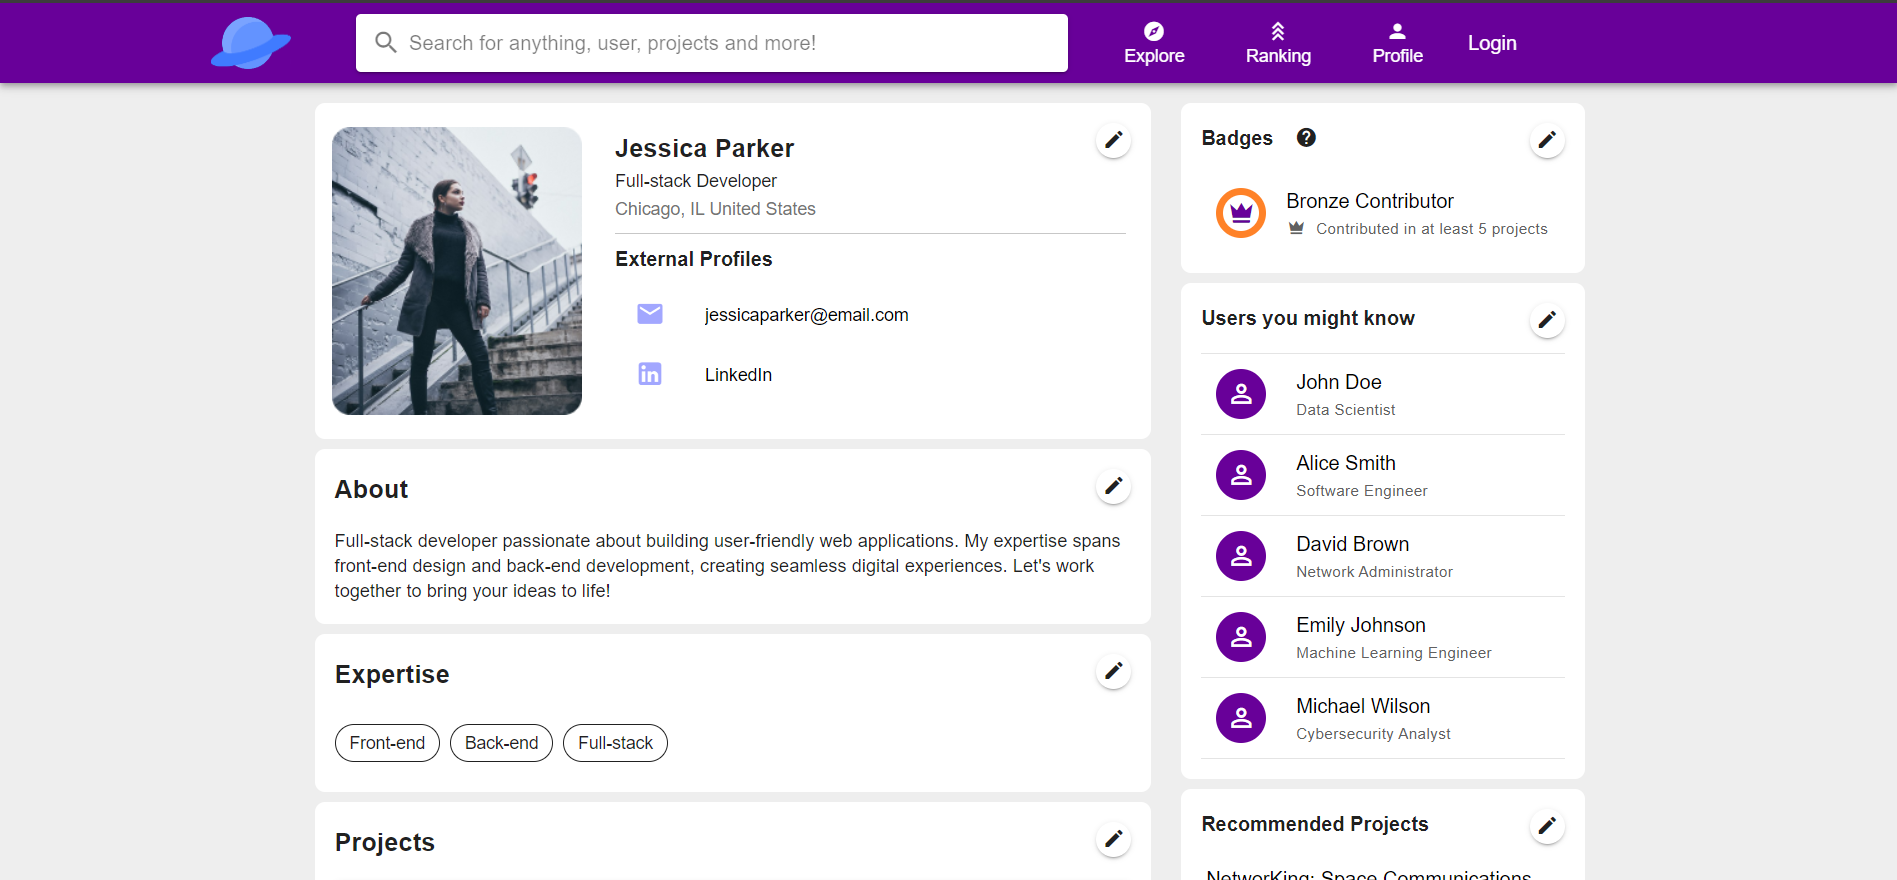 Search for anything, user, projects and more!
Explore
Ranking
Profile
Login
Jessica Parker
Full-stack Developer
Chicago, IL United States
External Profiles
jessicaparker@email.com
in
LinkedIn
About
Full-stack developer passionate about building user-friendly web applications. My expertise spans
front-end design and back-end development, creating seamless digital experiences. Let's work
together to bring your ideas to life!
Expertise
Front-end
Back-end
Full-stack
Projects
Badges
?
Bronze Contributor
Contributed in at least 5 projects
Users you might know
John Doe
Data Scientist
Alice Smith
Software Engineer
David Brown
Network Administrator
Emily Johnson
Machine Learning Engineer
Michael Wilson
Cybersecurity Analyst
Recommended Projects
NetworKing: Space Communications